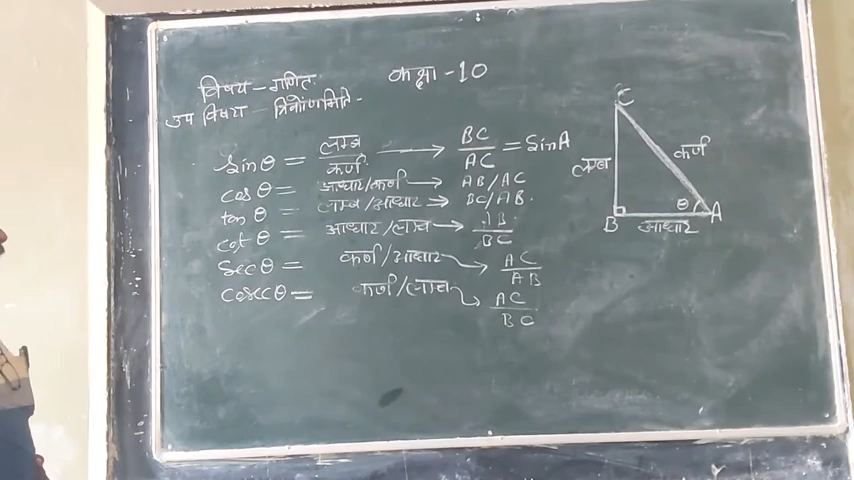 विषय - गणित. कक्षा - 10
उप विषय - त्रिकोणमिति -
sinθ = लम्ब/कर्ण. → BC/AC = SinA
cosθ = आधार/कर्ण → AB/AC
tanθ = लम्ब/आधार → BC/AB.
cotθ = आधार/लम्ब → AB/BC
Secθ = कर्ण/आधार → AC/AB
cosecθ = कर्ण/लम्ब → AC/BC
C
लम्ब कर्ण
θ
B A
आधार